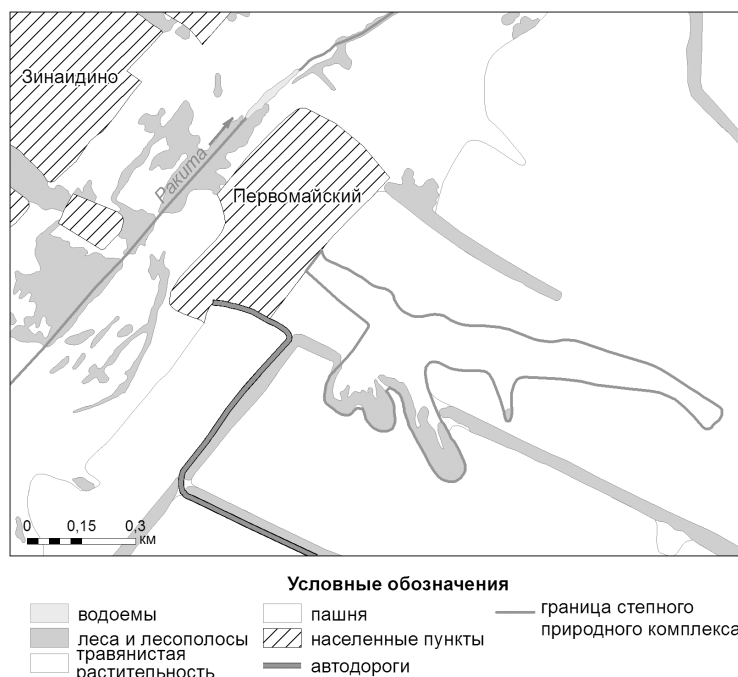 Зинаидино
Ракита
Первомайский
0 0,15 0,3
км
Условные обозначения
водоемы
леса и лесополосы
травянистая
растительность
пашня
населенные пункты
автодороги
граница степного
природного комплекса